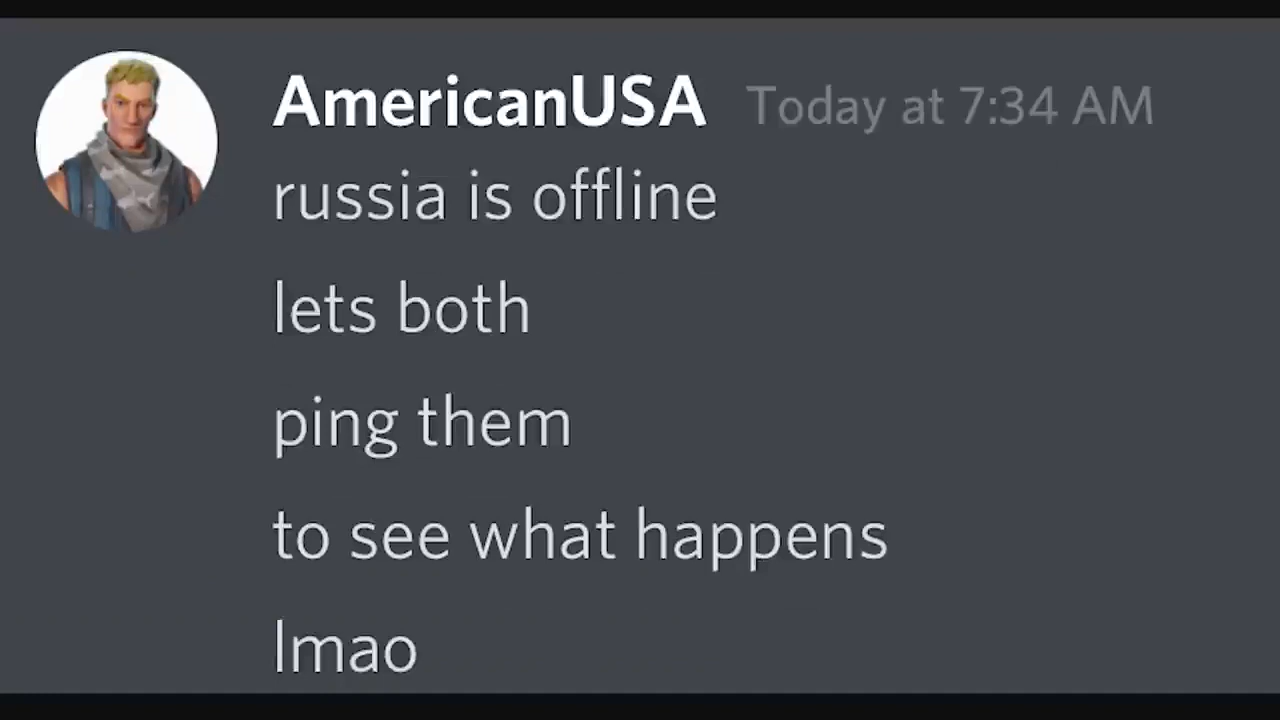 AmericanUSA Today at 7:34 AM
russia is offline
lets both
ping them
to see what happens
lmao